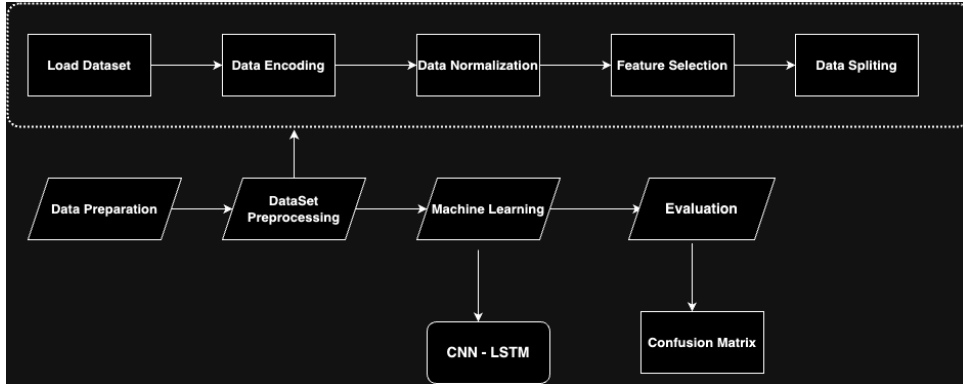 Load Dataset
Data Encoding
Data Normalization
Feature Selection
Data Spliting
Data Preparation
DataSet
Preprocessing
Machine Learning
Evaluation
CNN - LSTM
Confusion Matrix